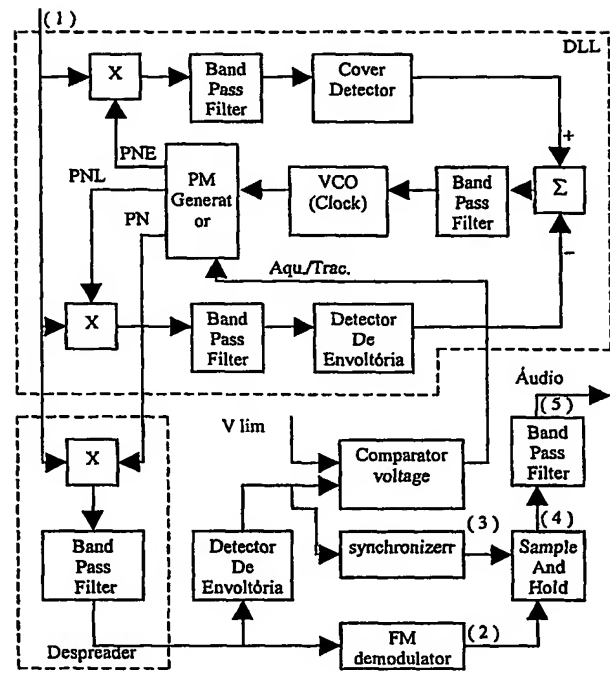 (1)
DLL
X
Band
Pass
Filter
Cover
Detector
PNE
+
PNL
PN
PM
Generat
or
VCO
(Clock)
Band
Pass
Filter
Σ
Aqu./Trac.
-
X
Band
Pass
Filter
Detector
De
Envoltória
Áudio
(5)
V lim
X
Comparator
voltage
Band
Pass
Filter
(3)
(4)
Band
Pass
Filter
Detector
De
Envoltória
synchronizerr
Sample
And
Hold
(2)
Despreader
FM
demodulator